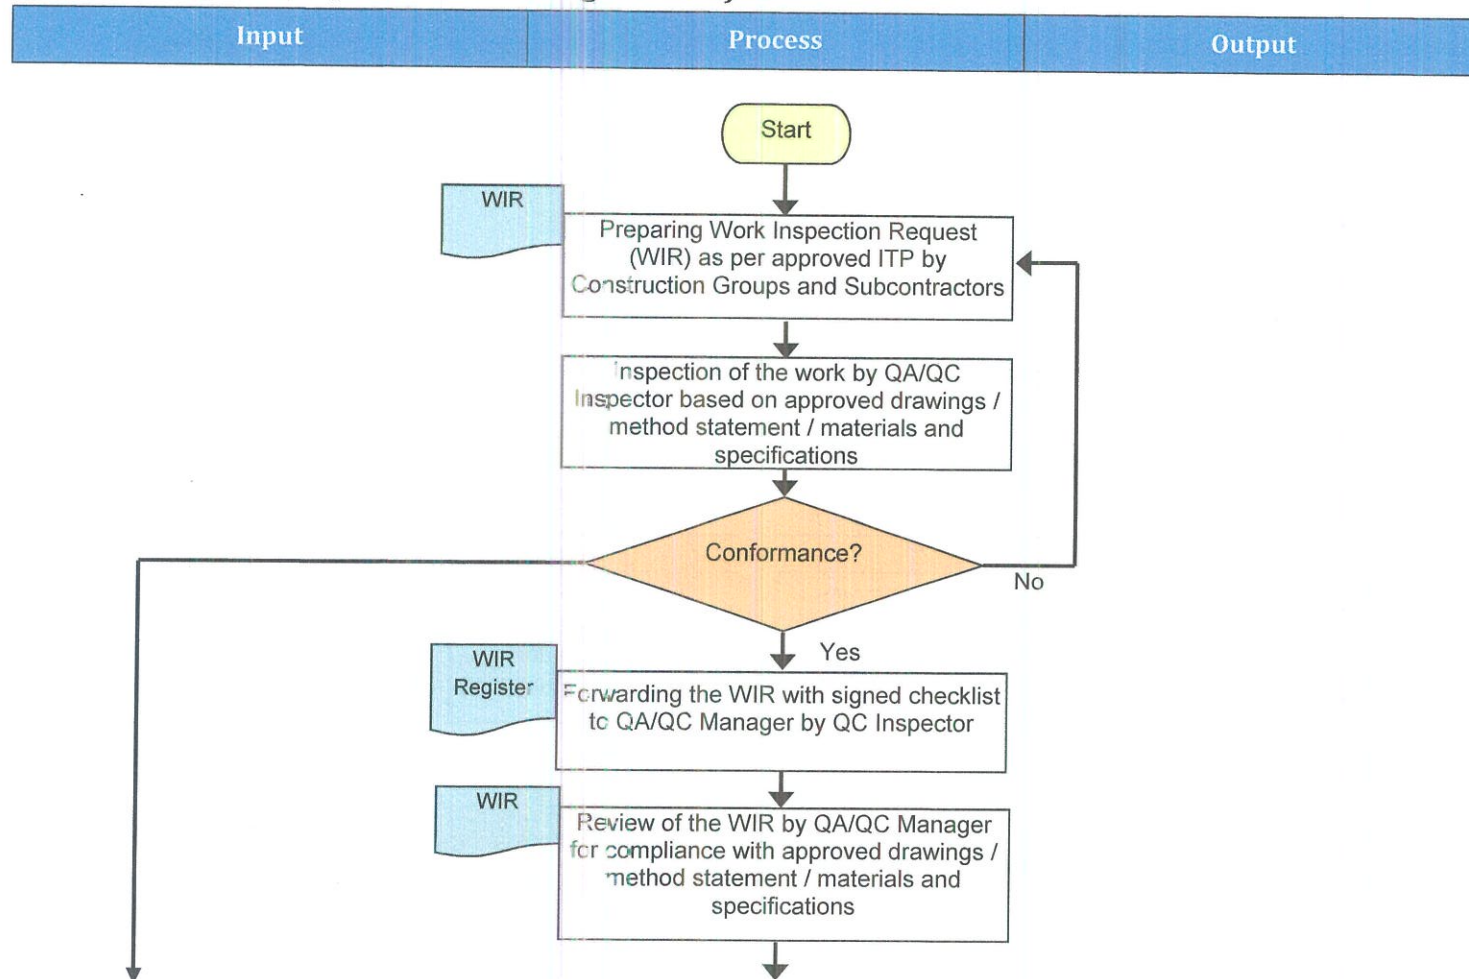 Input
Process
Output
Start
WIR
Preparing Work Inspection Request
(WIR) as per approved ITP by
Construction Groups and Subcontractors
Inspection of the work by QA/QC
Inspector based on approved drawings /
method statement / materials and
specifications
Conformance?
No
Yes
WIR
Register
Forwarding the WIR with signed checklist
to QA/QC Manager by QC Inspector
WIR
Review of the WIR by QA/QC Manager
for compliance with approved drawings /
method statement / materials and
specifications